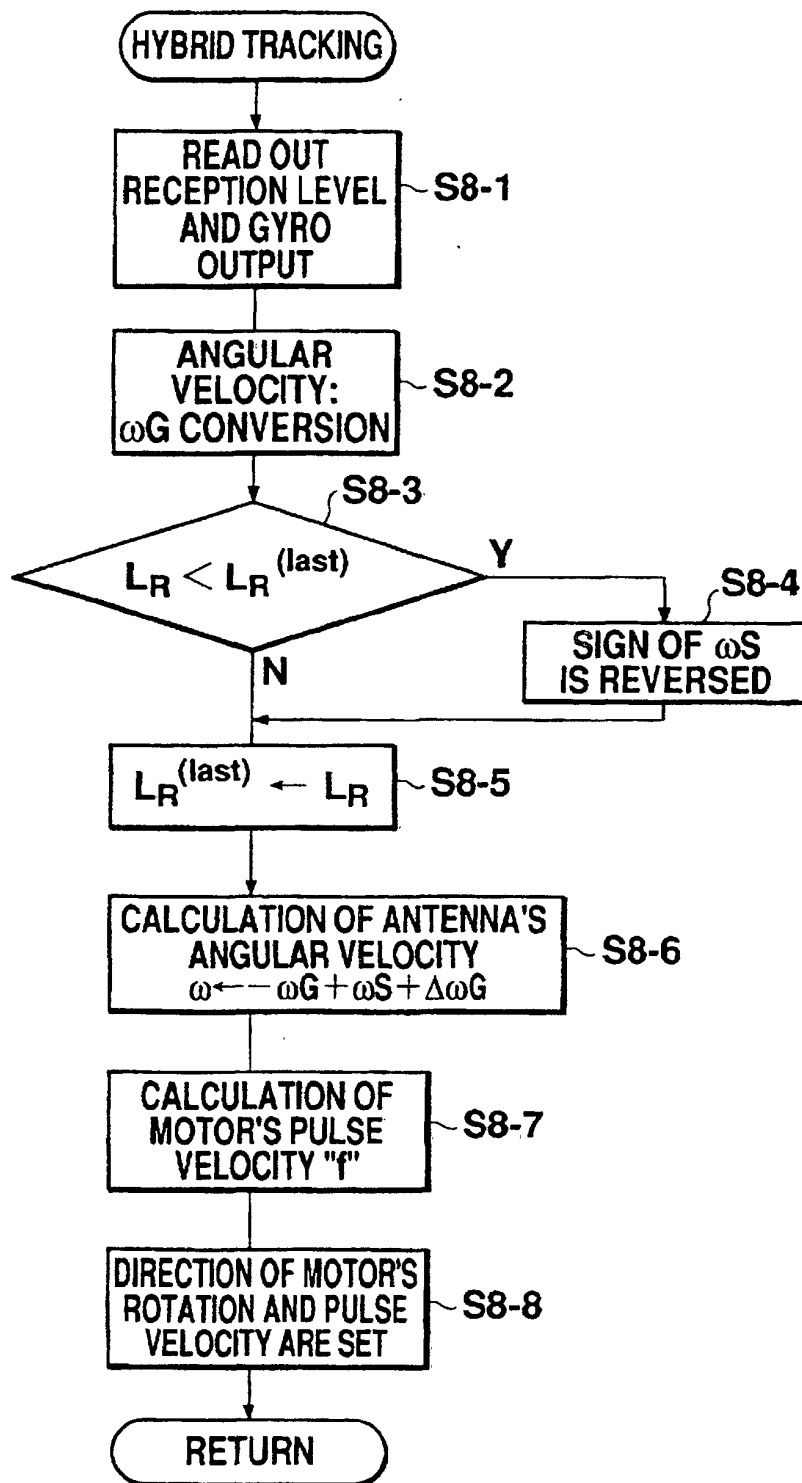 HYBRID TRACKING
READ OUT
RECEPTION LEVEL
AND GYRO
OUTPUT
S8-1
ANGULAR
VELOCITY:
ωG CONVERSION
S8-2
S8-3
LR < LR (last)
Y
N
S8-4
SIGN OF ωS
IS REVERSED
LR(last) ← LR
S8-5
CALCULATION OF ANTENNA'S
ANGULAR VELOCITY
ω←-ωG+ωS+ΔωG
S8-6
CALCULATION OF
MOTOR'S PULSE
VELOCITY "f"
S8-7
DIRECTION OF MOTOR'S
ROTATION AND PULSE
VELOCITY ARE SET
S8-8
RETURN